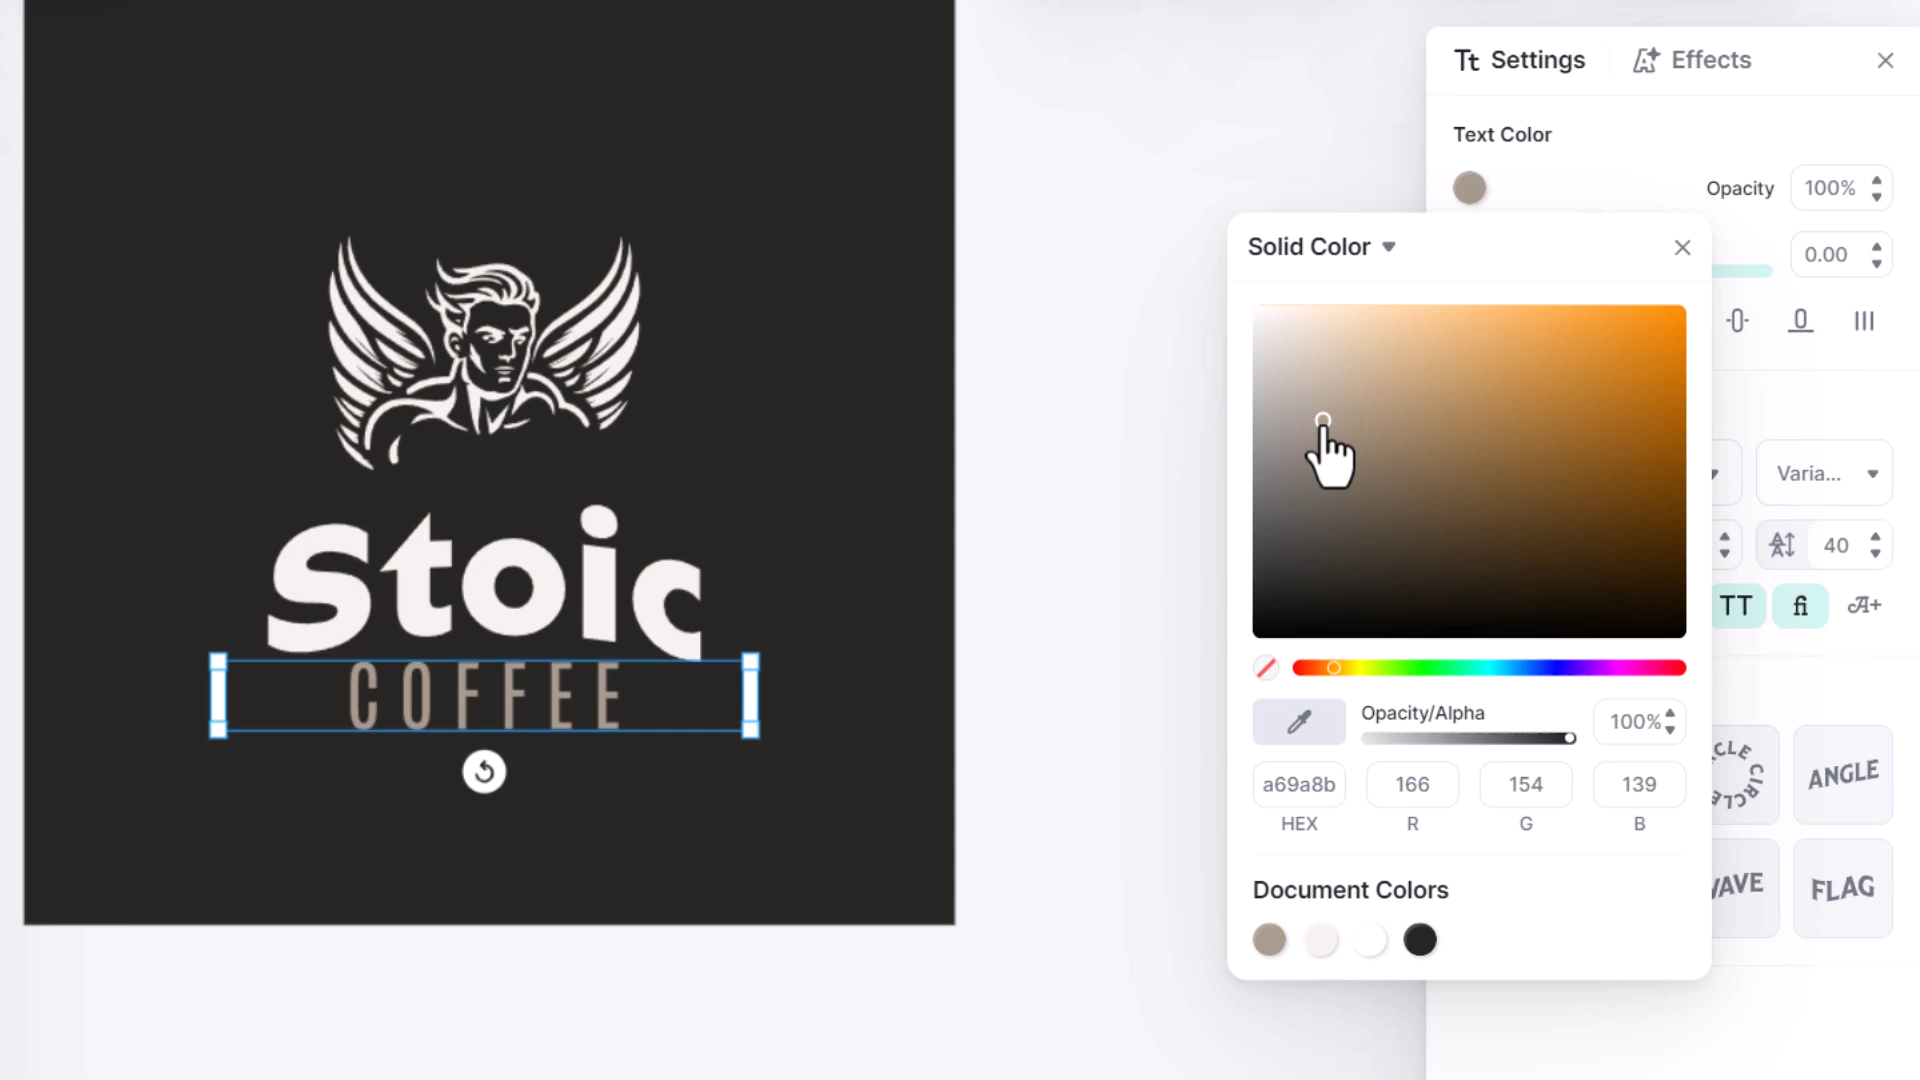 Stoic
COFFEE
Tt Settings
Effects
Text Color
Opacity
100%
0.00
Solid Color
Varia...
40
TT
fi
A+
Opacity/Alpha
100%
a69a8b
166
154
139
HEX
R
G
B
CIRCLE
ANGLE
FLAG
Document Colors